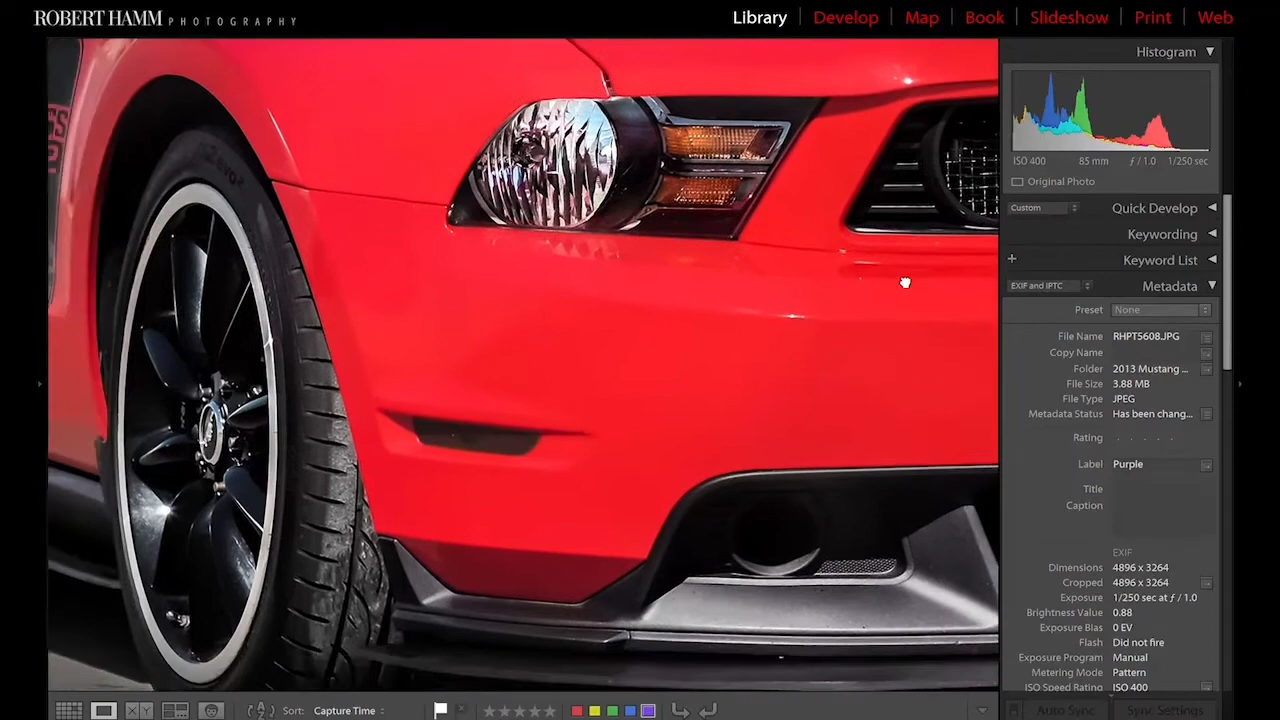 ROBERT HAMM PHOTOGRAPHY
Library | Develop | Map | Book | Slideshow | Print | Web
Histogram
ISO 400 85 mm ƒ / 1.0 1/250 sec
Original Photo
Custom Quick Develop
Keywording
+ Keyword List
EXIF and IPTC Metadata
Preset None
File Name RHPT5608.JPG
Copy Name
Folder 2013 Mustang ...
File Size 3.88 MB
File Type JPEG
Metadata Status Has been chang...
Rating . . . . .
Label Purple
Title
Caption
EXIF
Dimensions 4896 x 3264
Cropped 4896 x 3264
Exposure 1/250 sec at ƒ / 1.0
Brightness Value 0.88
Exposure Bias 0 EV
Flash Did not fire
Exposure Program Manual
Metering Mode Pattern
ISO Speed Rating ISO 400
XY Sort: Capture Time
Auto Sync Sync Settings